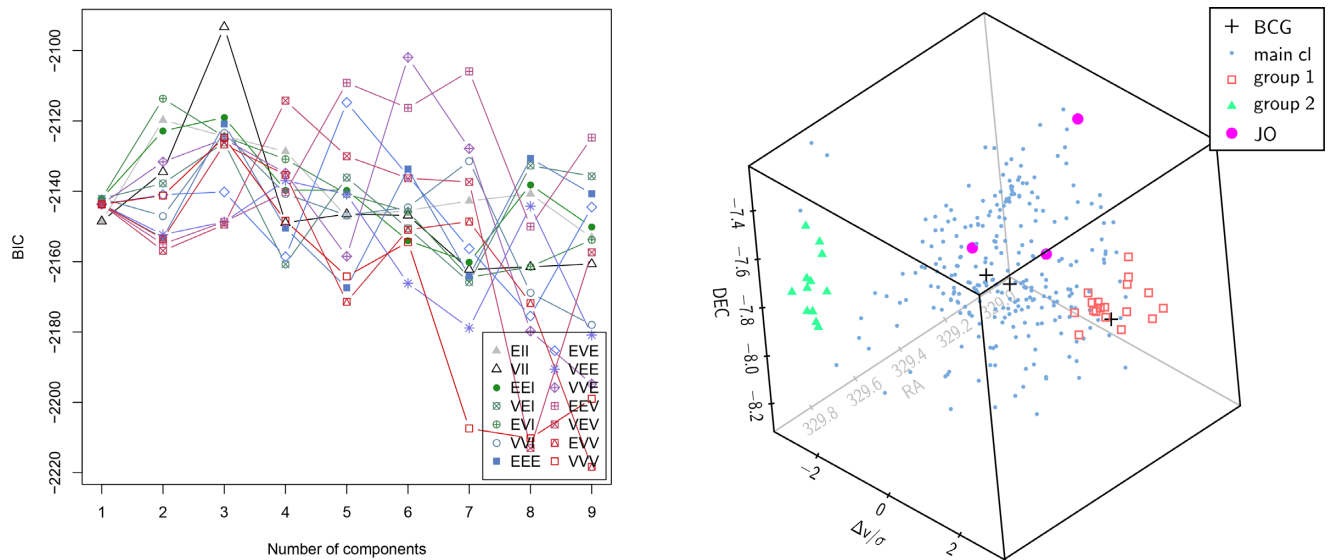 BIC
−2100
−2120
−2140
−2160
−2180
−2200
−2220
1 2 3 4 5 6 7 8 9
Number of components
EII
VII
EEI
VEI
EVI
VVI
EEE
EVE
VEE
VVE
EEV
VEV
EVV
VVV
BCG
main cl
group 1
group 2
JO
DEC
−7.4
−7.6
−7.8
−8.0
−8.2
329.8
329.6
329.4
329.2
329.0
RA
−2
0
2
Δv/σ